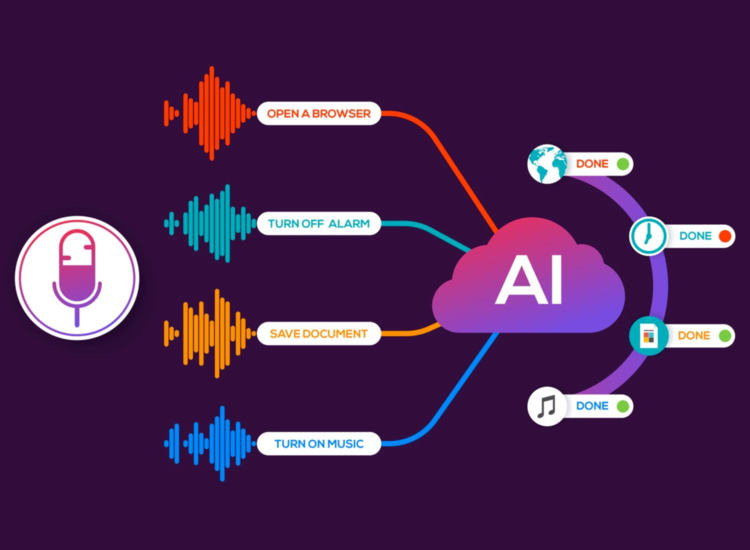 OPEN A BROWSER
TURN OFF ALARM
SAVE DOCUMENT
TURN ON MUSIC
AI
DONE
DONE
DONE
DONE